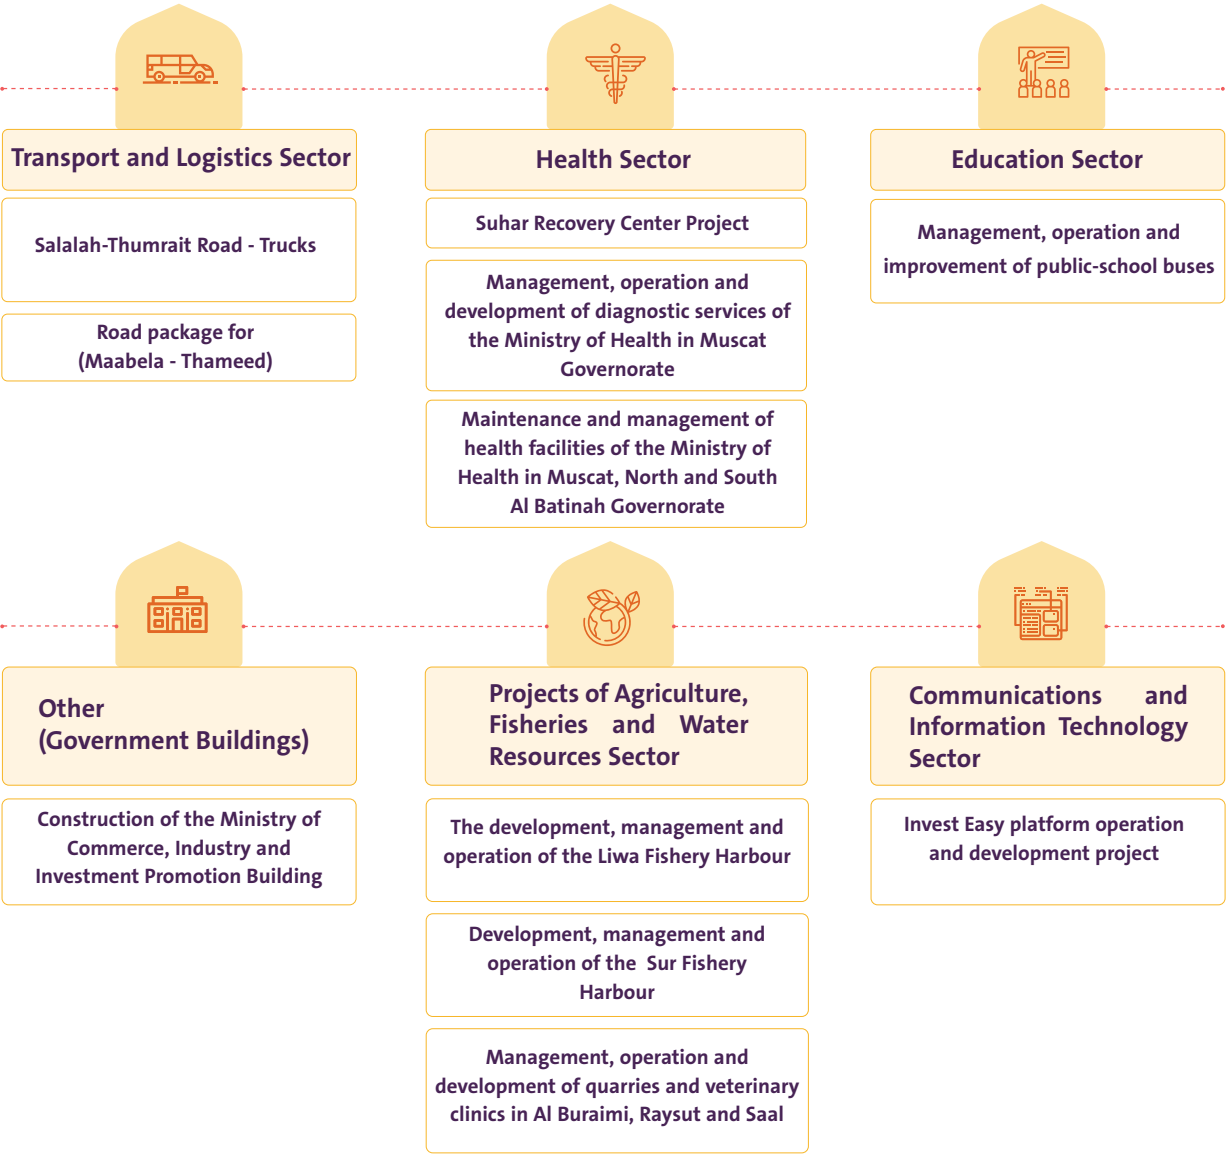 Transport and Logistics Sector
Salalah-Thumrait Road - Trucks
Road package for
(Maabela - Thameed)
Health Sector
Suhar Recovery Center Project
Management, operation and
development of diagnostic services of
the Ministry of Health in Muscat
Governorate
Maintenance and management of
health facilities of the Ministry of
Health in Muscat, North and South
Al Batinah Governorate
Education Sector
Management, operation and
improvement of public-school buses
Other
(Government Buildings)
Construction of the Ministry of
Commerce, Industry and
Investment Promotion Building
Projects of Agriculture,
Fisheries and Water
Resources Sector
The development, management and
operation of the Liwa Fishery Harbour
Development, management and
operation of the Sur Fishery
Harbour
Management, operation and
development of quarries and veterinary
clinics in Al Buraimi, Raysut and Saal
Communications and
Information Technology
Sector
Invest Easy platform operation
and development project